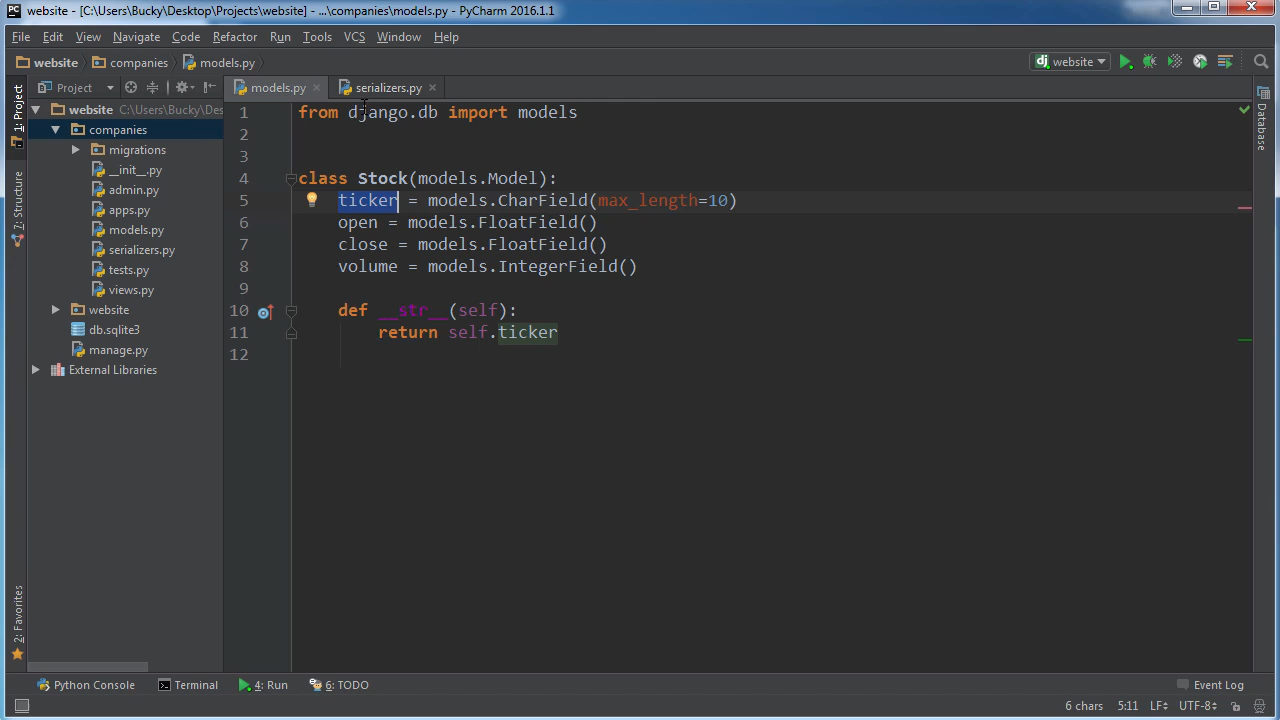 PC website - [C:\Users\Bucky\Desktop\Projects\website] - ...\companies\models.py - PyCharm 2016.1.1
File Edit View Navigate Code Refactor Run Tools VCS Window Help
website companies models.py dj website
1: Project Project models.py serializers.py
website C:\Users\Bucky\Des
companies
migrations
__init__.py
admin.py
apps.py
models.py
serializers.py
tests.py
views.py
website
db.sqlite3
manage.py
External Libraries
7: Structure
2: Favorites
1 from django.db import models
2
3
4 class Stock(models.Model):
5 ticker = models.CharField(max_length=10)
6 open = models.FloatField()
7 close = models.FloatField()
8 volume = models.IntegerField()
9
10 def __str__(self):
11 return self.ticker
12
Database
Python Console Terminal 4: Run 6: TODO Event Log
6 chars 5:11 LF UTF-8